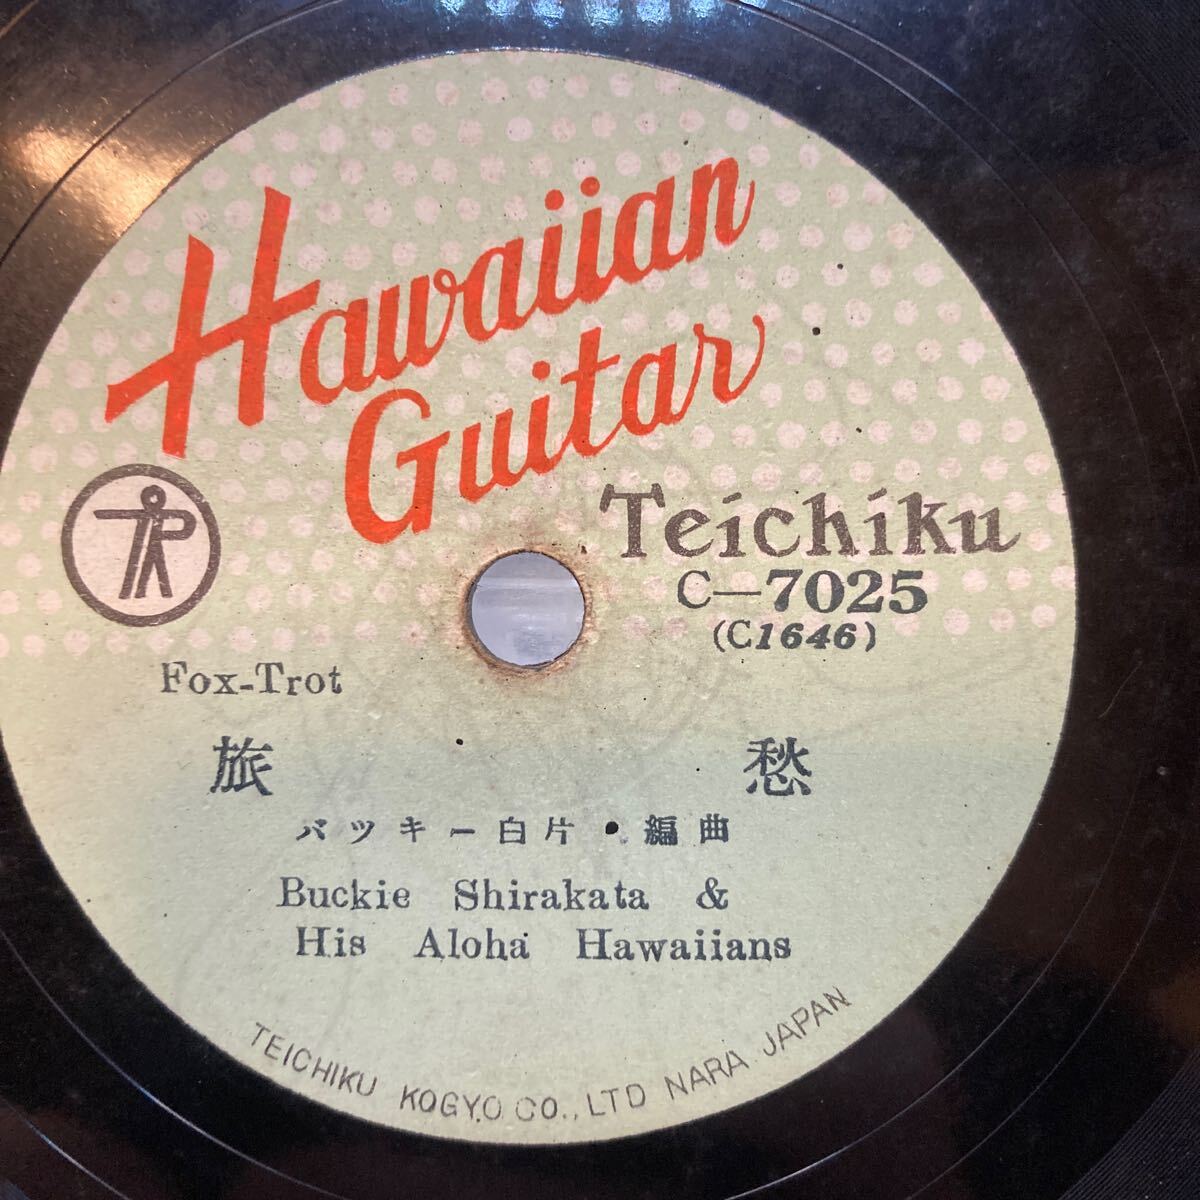 Hawaiian
Guitar
Teichiku
C—7025
(C1646)
Fox-Trot
旅愁
バッキー白片・編曲
Buckie Shirakata &
His Aloha Hawaiians
TEICHIKU KOGYO CO., LTD NARA JAPAN